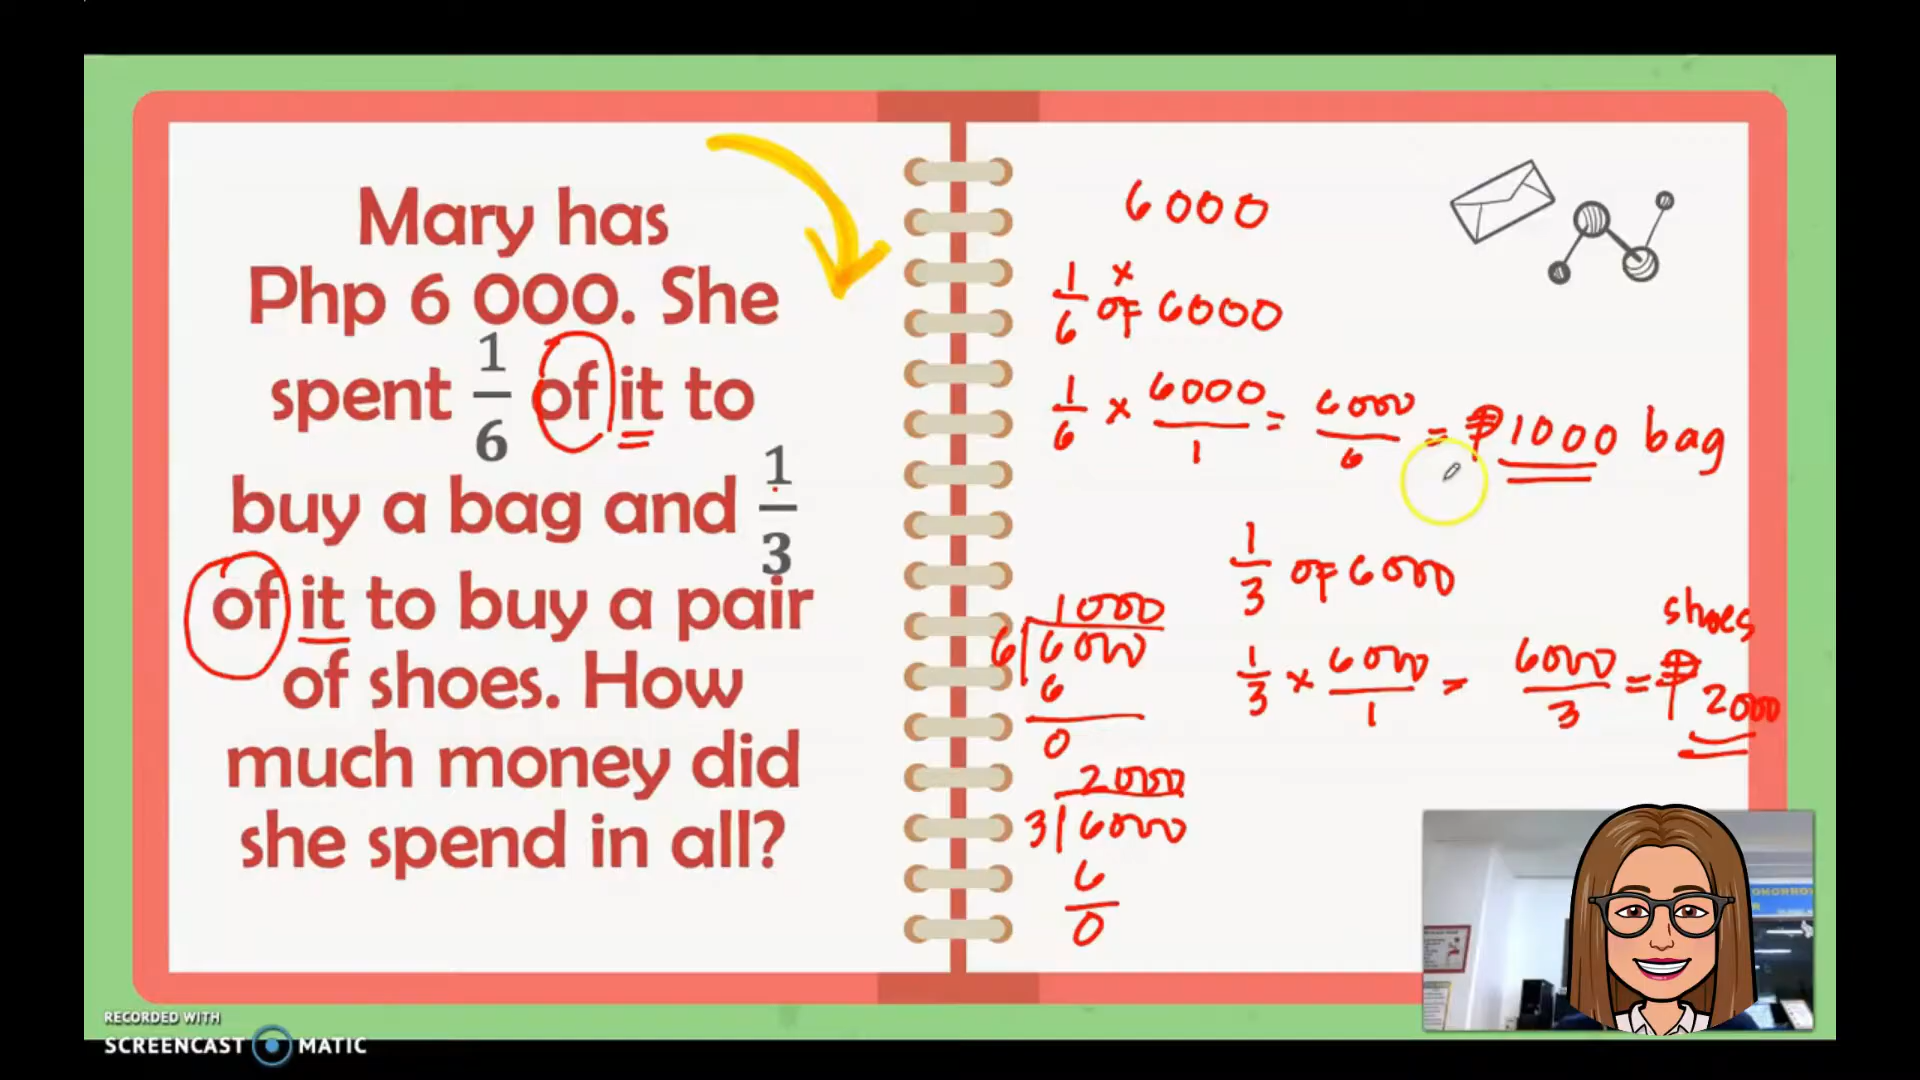 Mary has
Php 6 000. She
spent 1/6 of it to
buy a bag and 1/3
of it to buy a pair
of shoes. How
much money did
she spend in all?
6000
×
1/6 of 6000
1/6 × 6000/1 = 6000/6 = ₱1000 bag
1/3 of 6000
shoes
1/3 × 6000/1 = 6000/3 = ₱2000
1000
6 6000
6
0
2000
3 6000
6
0
RECORDED WITH
SCREENCAST MATIC